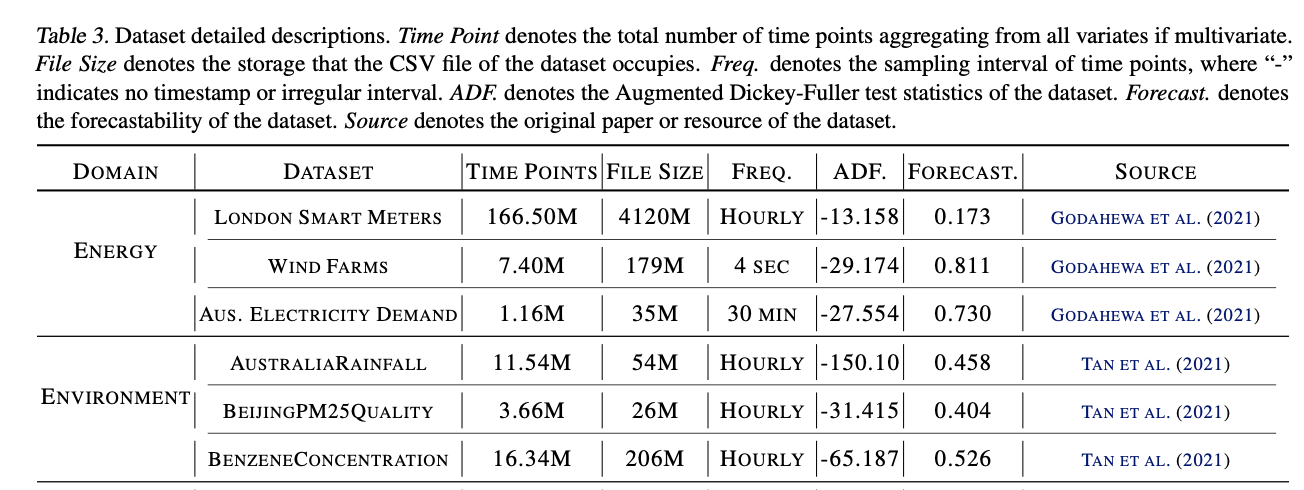 Table 3. Dataset detailed descriptions. Time Point denotes the total number of time points aggregating from all variates if multivariate.
File Size denotes the storage that the CSV file of the dataset occupies. Freq. denotes the sampling interval of time points, where “-”
indicates no timestamp or irregular interval. ADF. denotes the Augmented Dickey-Fuller test statistics of the dataset. Forecast. denotes
the forecastability of the dataset. Source denotes the original paper or resource of the dataset.
DOMAIN DATASET TIME POINTS FILE SIZE FREQ. ADF. FORECAST. SOURCE
ENERGY
LONDON SMART METERS 166.50M 4120M HOURLY -13.158 0.173 GODAHEWA ET AL. (2021)
WIND FARMS 7.40M 179M 4 SEC -29.174 0.811 GODAHEWA ET AL. (2021)
AUS. ELECTRICITY DEMAND 1.16M 35M 30 MIN -27.554 0.730 GODAHEWA ET AL. (2021)
ENVIRONMENT
AUSTRALIARAINFALL 11.54M 54M HOURLY -150.10 0.458 TAN ET AL. (2021)
BEIJINGPM25QUALITY 3.66M 26M HOURLY -31.415 0.404 TAN ET AL. (2021)
BENZENECONCENTRATION 16.34M 206M HOURLY -65.187 0.526 TAN ET AL. (2021)